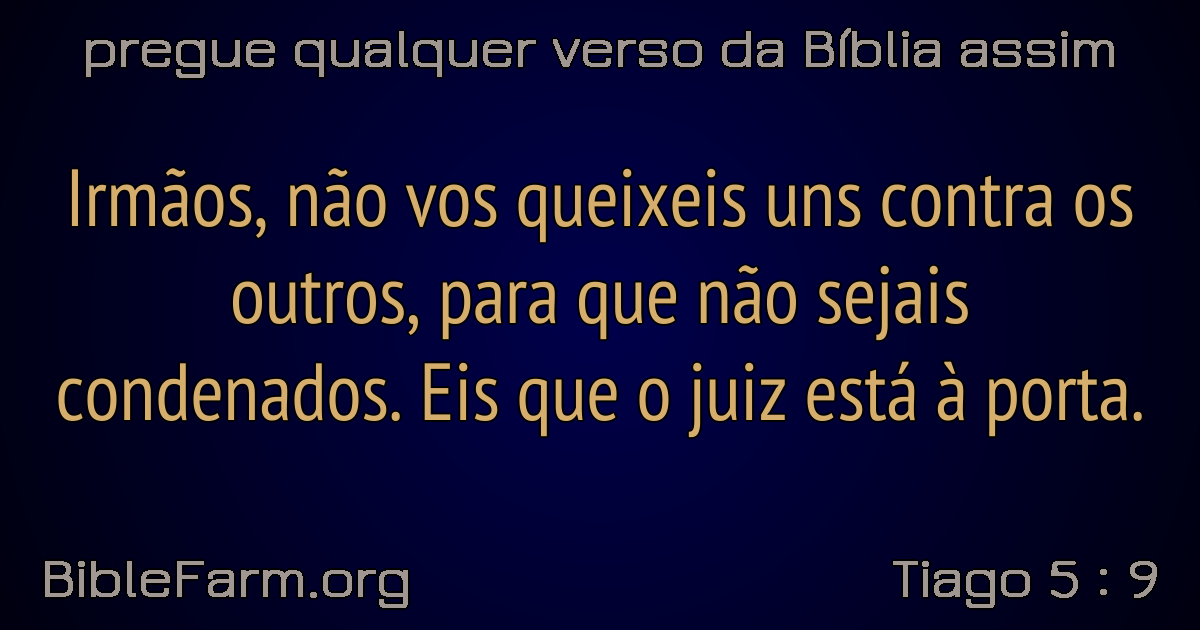 pregue qualquer verso da Bíblia assim
Irmãos, não vos queixeis uns contra os
outros, para que não sejais
condenados. Eis que o juiz está à porta.
BibleFarm.org
Tiago 5 : 9